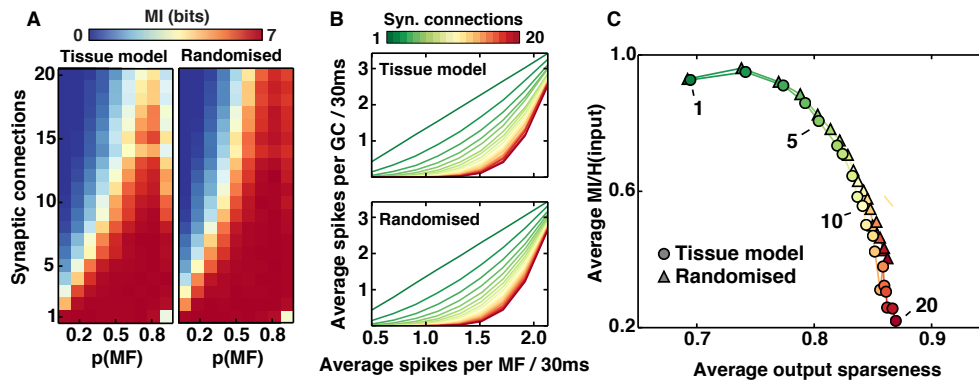 A
MI (bits)
0 7
Tissue model Randomised
Synaptic connections
20
15
10
5
1
0.2 0.5 0.8 0.2 0.5 0.8
p(MF) p(MF)
B
Syn. connections
1 20
Tissue model
3
2
1
0
Randomised
3
2
1
0
Average spikes per GC / 30ms
0.5 1.0 1.5 2.0
Average spikes per MF / 30ms
C
1.0
0.6
0.2
Average MI/H(input)
1
5
10
20
Tissue model
Randomised
0.7 0.8 0.9
Average output sparseness